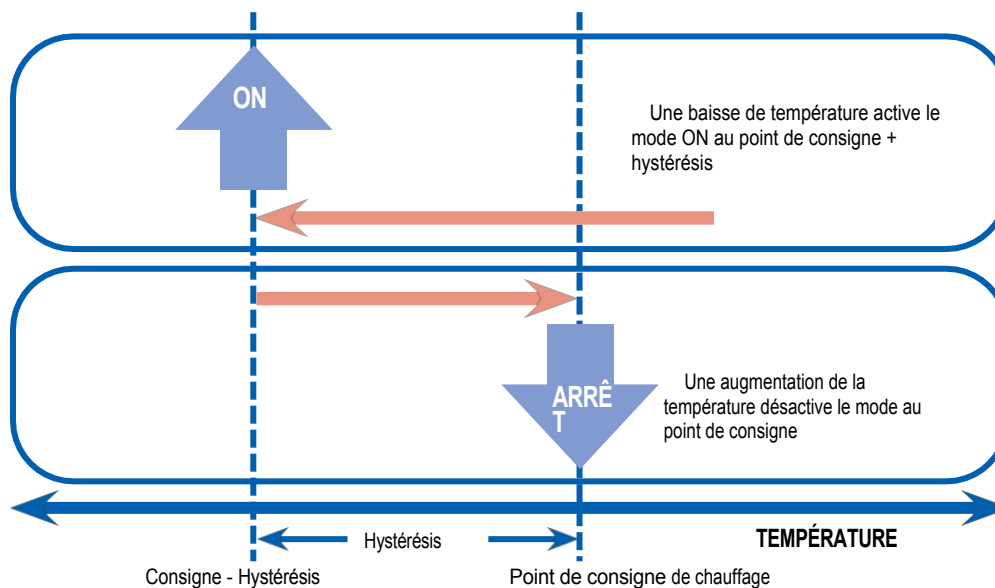 ON
Une baisse de température active le
mode ON au point de consigne +
hystérésis
ARRÊ
T
Une augmentation de la
température désactive le mode au
point de consigne
TEMPÉRATURE
Hystérésis
Consigne - Hystérésis
Point de consigne de chauffage